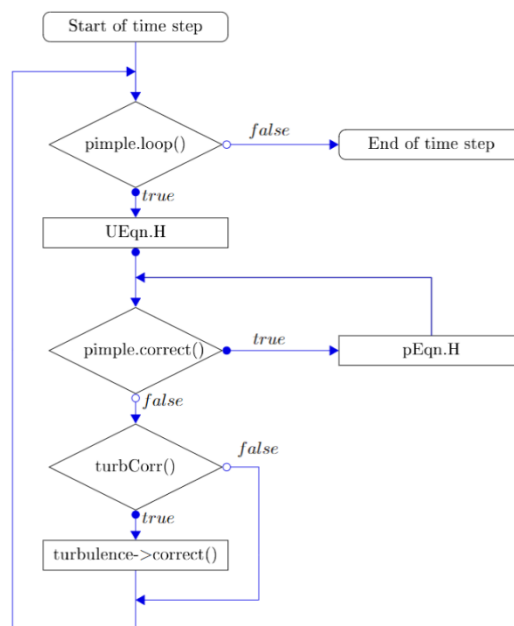 Start of time step
false
pimple.loop()
End of time step
true
UEqn.H
pimple.correct()
true
pEqn.H
false
turbCorr()
false
true
turbulence->correct()